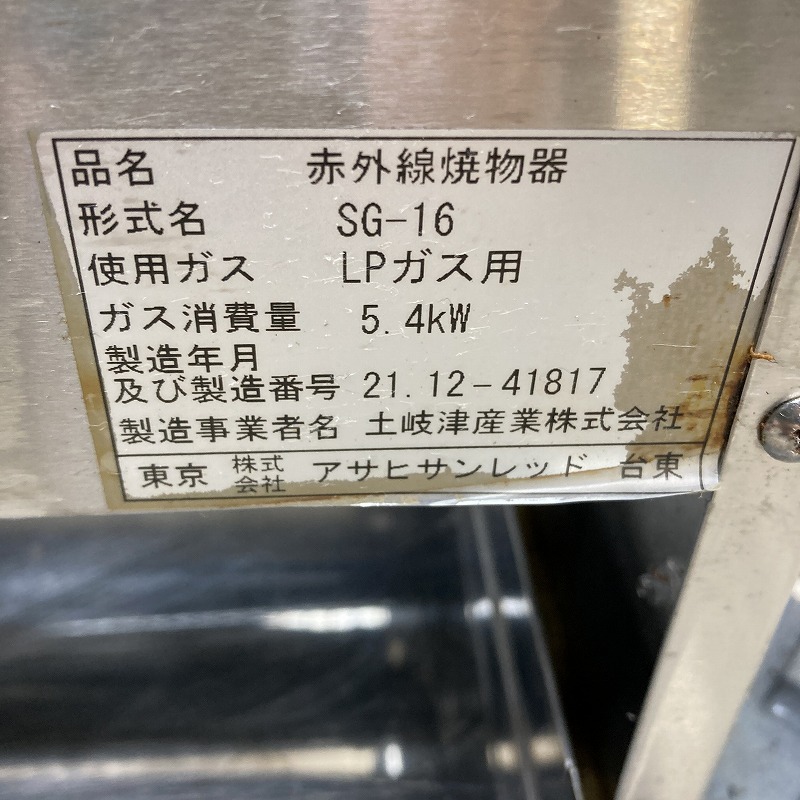 品名 赤外線焼物器
形式名 SG-16
使用ガス LPガス用
ガス消費量 5.4kW
製造年月
及び製造番号 21.12-41817
製造事業者名 土岐津産業株式会社
東京 株式会社 アサヒサンレッド 台東